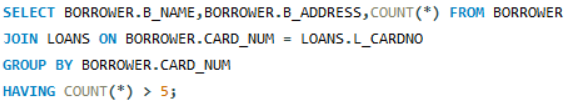 SELECT BORROWER.B_NAME,BORROWER.B_ADDRESS,COUNT(*) FROM BORROWER
JOIN LOANS ON BORROWER.CARD_NUM = LOANS.L_CARDNO
GROUP BY BORROWER.CARD_NUM
HAVING COUNT(*) > 5;